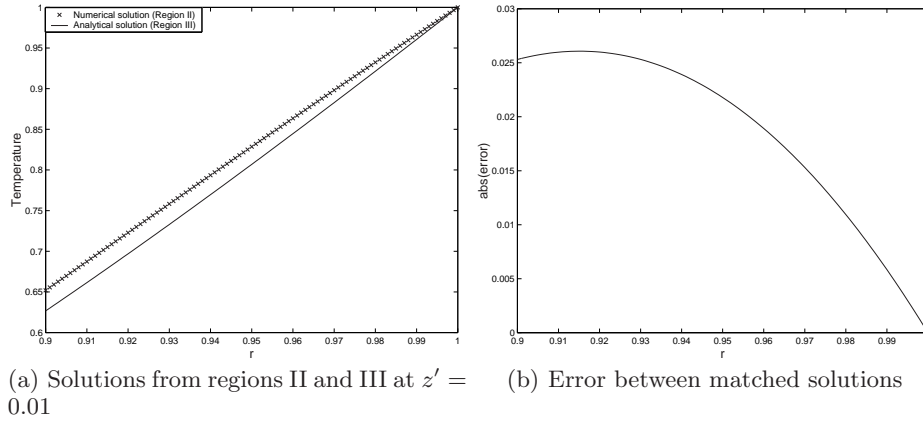 × Numerical solution (Region II)
Analytical solution (Region III)
1
0.95
0.9
0.85
0.8
0.75
0.7
0.65
0.6
Temperature
0.9 0.91 0.92 0.93 0.94 0.95 0.96 0.97 0.98 0.99 1
r
(a) Solutions from regions II and III at z′ =
0.01
0.03
0.025
0.02
0.015
0.01
0.005
0
abs(error)
0.9 0.91 0.92 0.93 0.94 0.95 0.96 0.97 0.98 0.99
r
(b) Error between matched solutions